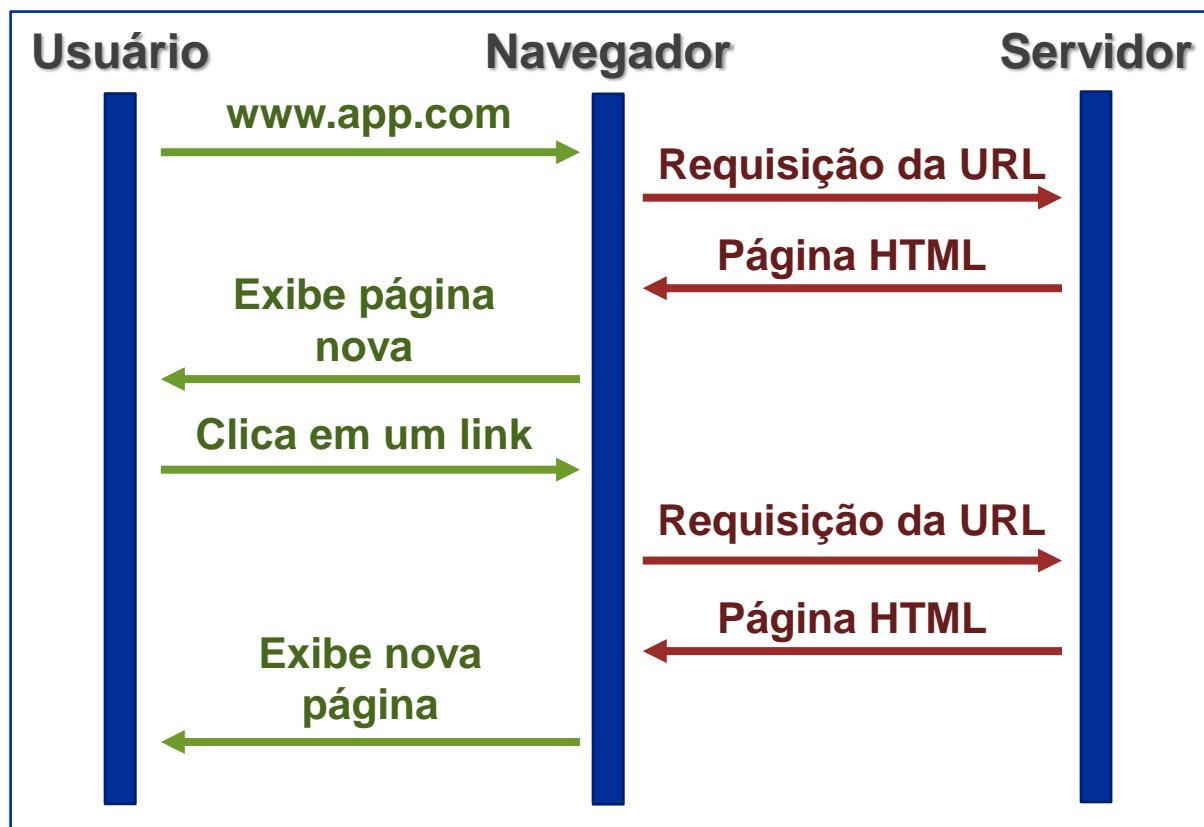 Usuário
Navegador
Servidor
www.app.com
Requisição da URL
Página HTML
Exibe página
nova
Clica em um link
Requisição da URL
Página HTML
Exibe nova
página